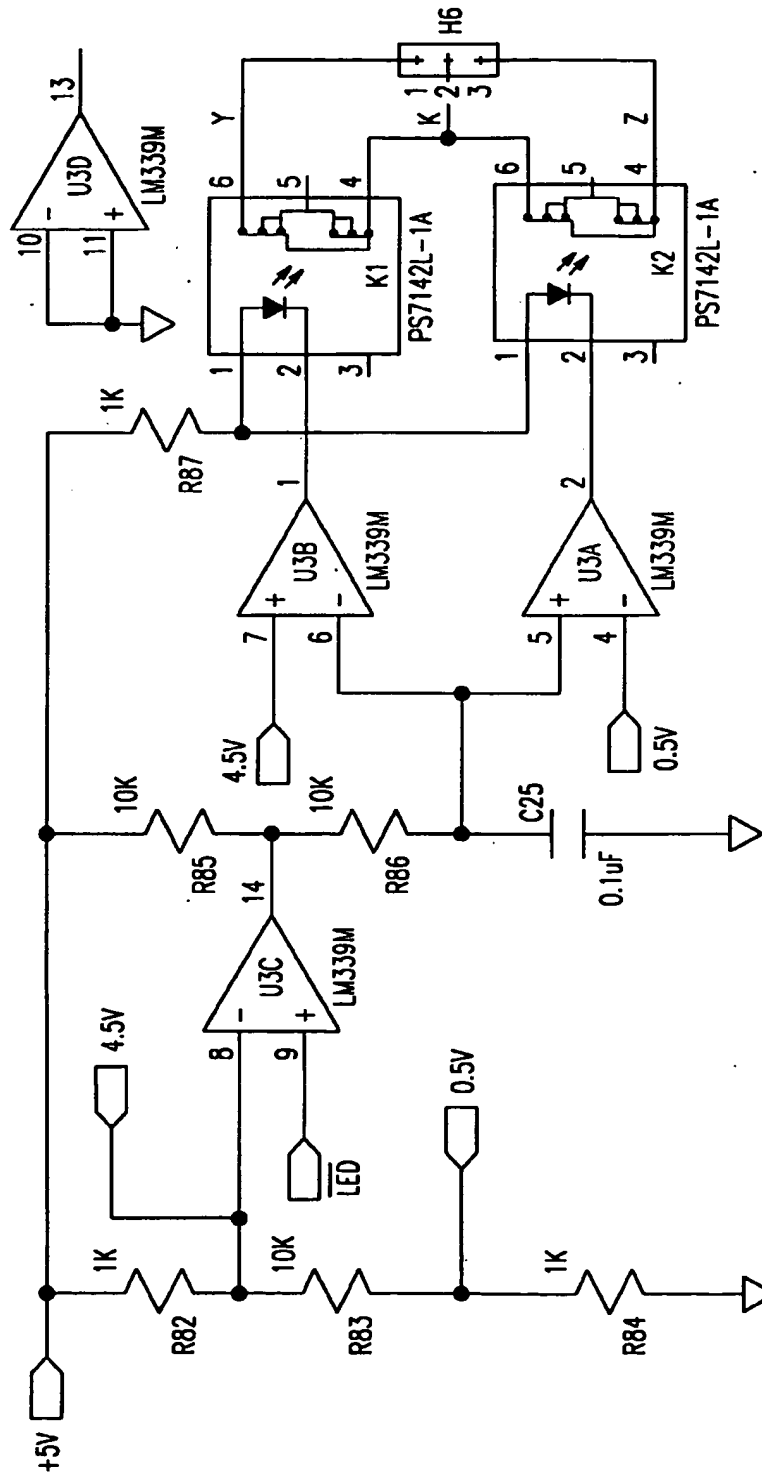 +5V
1K
R82
4.5V
10K
R83
0.5V
1K
R84
8
-
9
+
U3C
LM339M
14
LED
10K
R85
10K
R86
C25
0.1uF
4.5V
7
+
6
-
U3B
LM339M
1
5
+
4
-
U3A
LM339M
2
0.5V
1K
R87
10
-
11
+
U3D
LM339M
13
1
2
3
6
5
4
K1
PS7142L-1A
1
2
3
6
5
4
K2
PS7142L-1A
Y
K
Z
1
2
3
H6